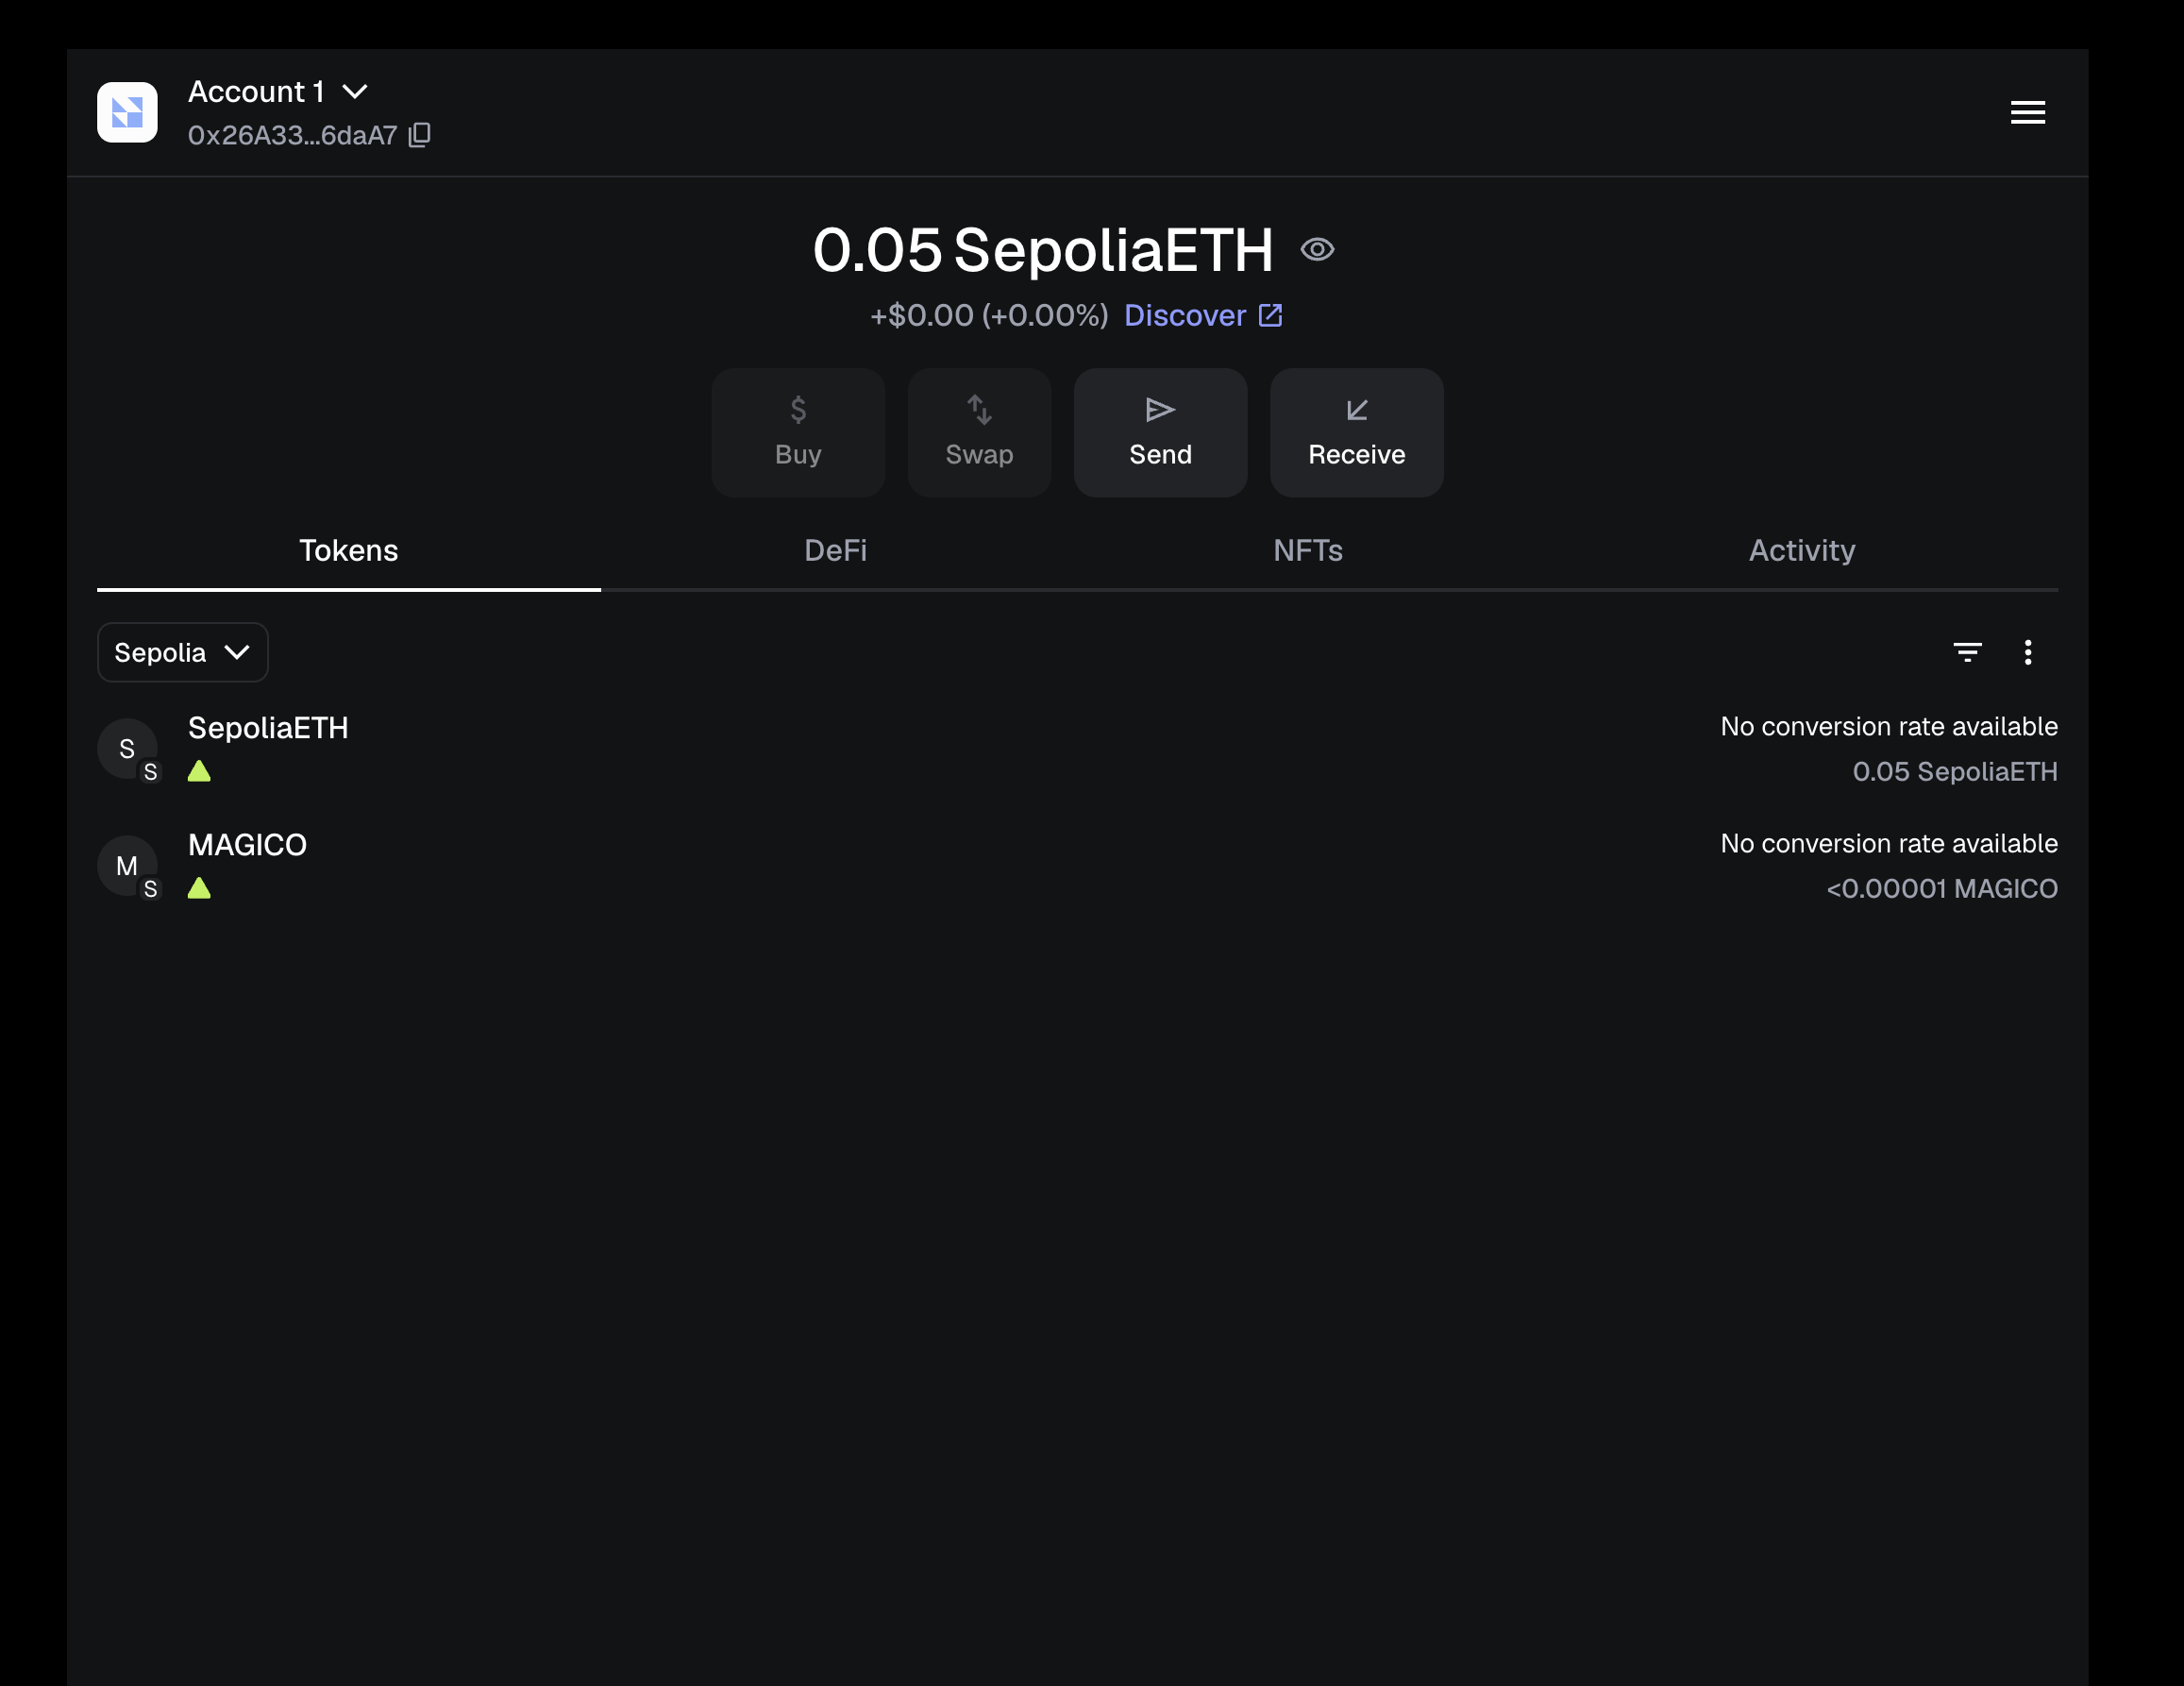 Account 1
0x26A33...6daA7
0.05 SepoliaETH
+$0.00 (+0.00%) Discover
Buy
Swap
Send
Receive
Tokens
DeFi
NFTs
Activity
Sepolia
S
S
SepoliaETH
No conversion rate available
0.05 SepoliaETH
M
S
MAGICO
No conversion rate available
<0.00001 MAGICO